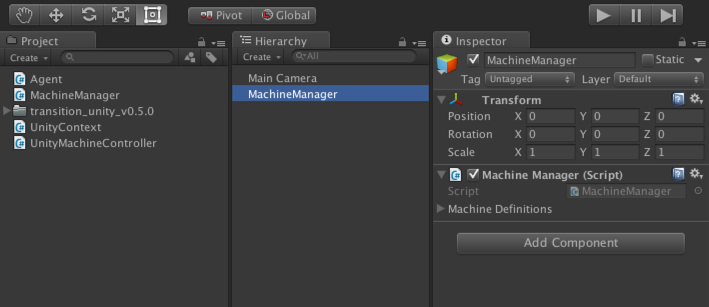 Pivot Global
Project
Create
Agent
MachineManager
transition_unity_v0.5.0
UnityContext
UnityMachineController
Hierarchy
Create All
Main Camera
MachineManager
Inspector
MachineManager Static
Tag Untagged Layer Default
Transform
Position X 0 Y 0 Z 0
Rotation X 0 Y 0 Z 0
Scale X 1 Y 1 Z 1
Machine Manager (Script)
Script MachineManager
Machine Definitions
Add Component